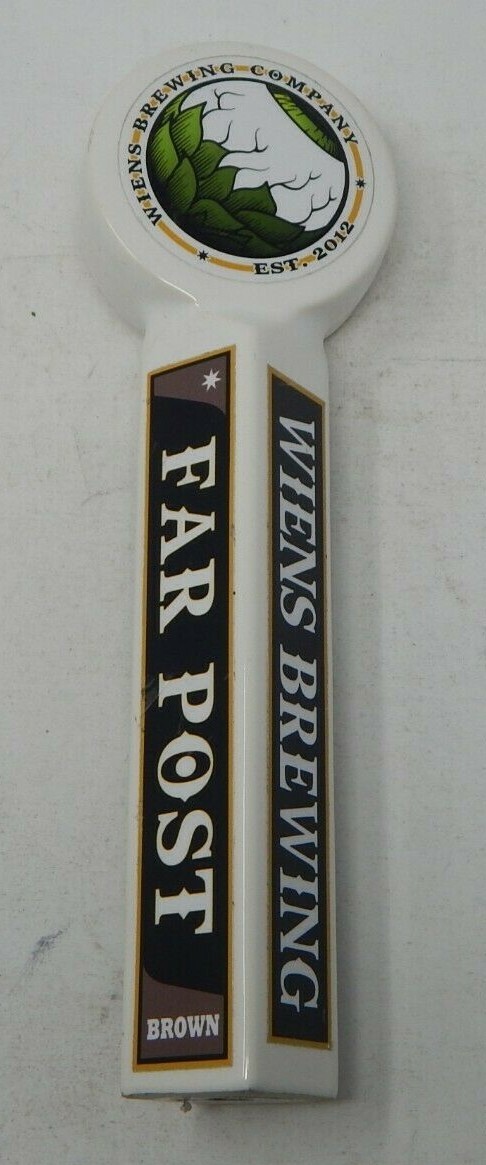 WIENS BREWING COMPANY
EST. 2012
FAR POST
BROWN
WIENS BREWING